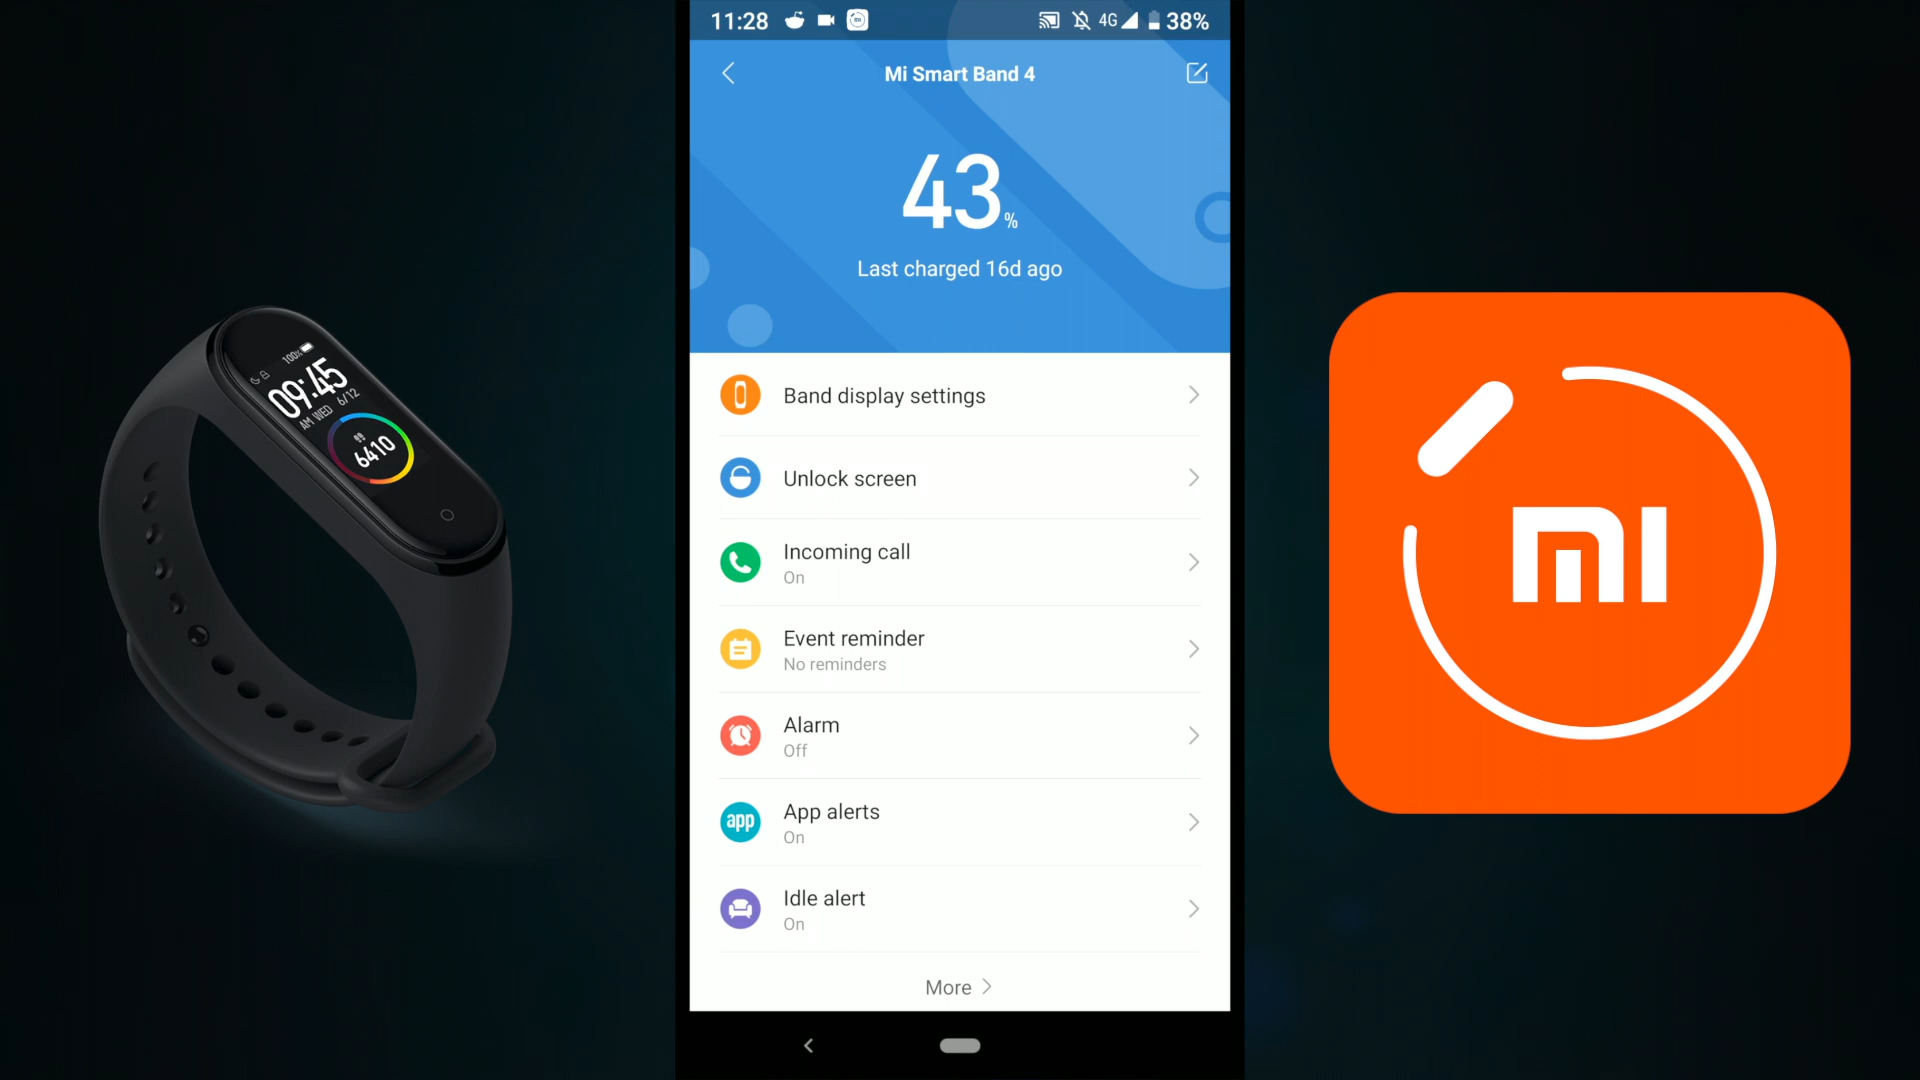 11:28
4G
38%
Mi Smart Band 4
43%
Last charged 16d ago
Band display settings
Unlock screen
Incoming call
On
Event reminder
No reminders
Alarm
Off
app
App alerts
On
Idle alert
On
More
100%
09:45
AM WED 6/12
6410
MI